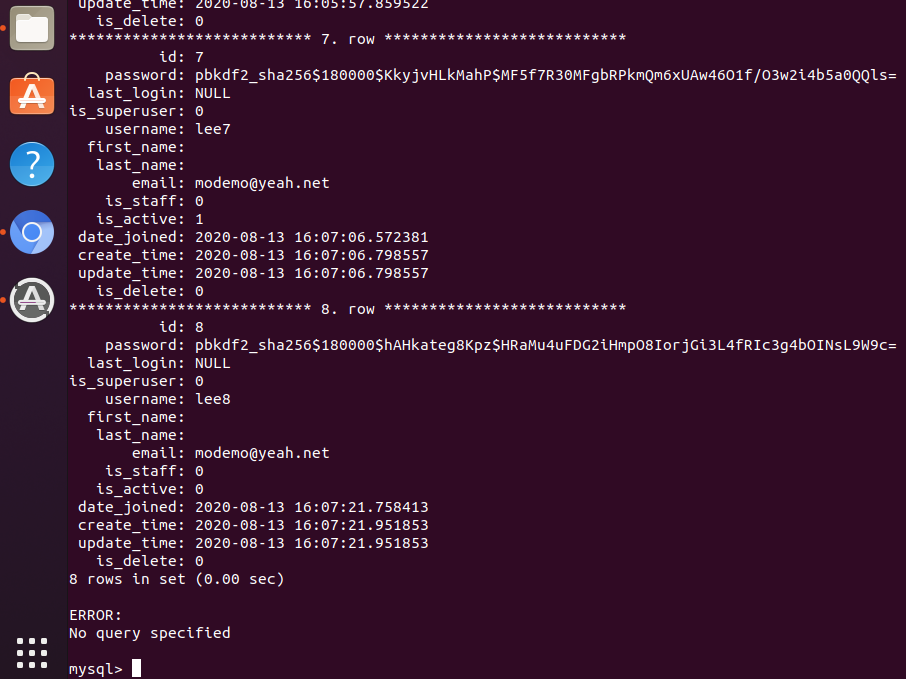 update_time: 2020-08-13 16:05:57.859522
is_delete: 0
*************************** 7. row ***************************
id: 7
password: pbkdf2_sha256$180000$KkyjvHLkMahP$MF5f7R30MFgbRPkmQm6xUAw46O1f/O3w2i4b5a0QQls=
last_login: NULL
is_superuser: 0
username: lee7
first_name:
last_name:
email: modemo@yeah.net
is_staff: 0
is_active: 1
date_joined: 2020-08-13 16:07:06.572381
create_time: 2020-08-13 16:07:06.798557
update_time: 2020-08-13 16:07:06.798557
is_delete: 0
*************************** 8. row ***************************
id: 8
password: pbkdf2_sha256$180000$hAHkateg8Kpz$HRaMu4uFDG2iHmpO8IorjGi3L4fRIc3g4bOINsL9W9c=
last_login: NULL
is_superuser: 0
username: lee8
first_name:
last_name:
email: modemo@yeah.net
is_staff: 0
is_active: 0
date_joined: 2020-08-13 16:07:21.758413
create_time: 2020-08-13 16:07:21.951853
update_time: 2020-08-13 16:07:21.951853
is_delete: 0
8 rows in set (0.00 sec)
ERROR:
No query specified
mysql>